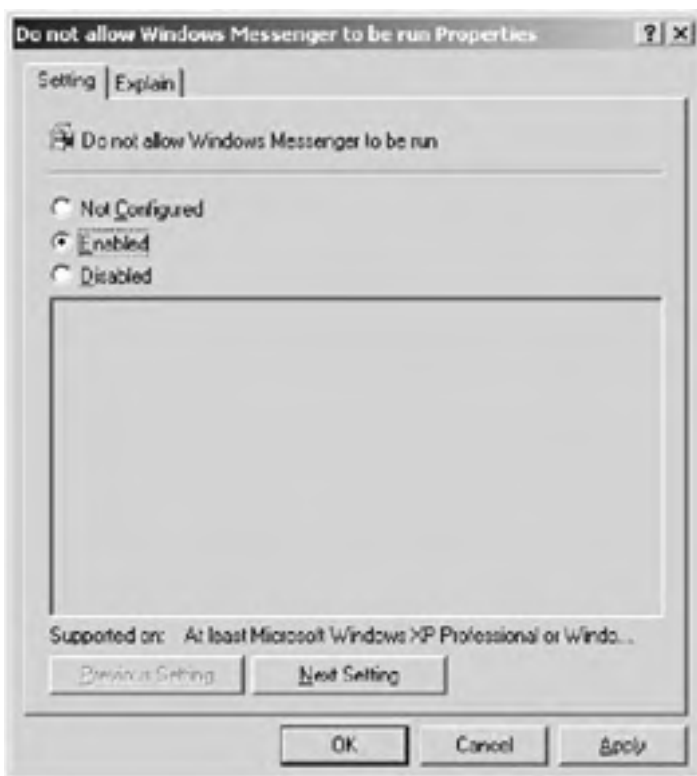 Do not allow Windows Messenger to be run Properties
Setting Explain
Do not allow Windows Messenger to be run
Not Configured
Enabled
Disabled
Supported on: At least Microsoft Windows XP Professional or Windo...
Previous Setting Next Setting
OK Cancel Apply